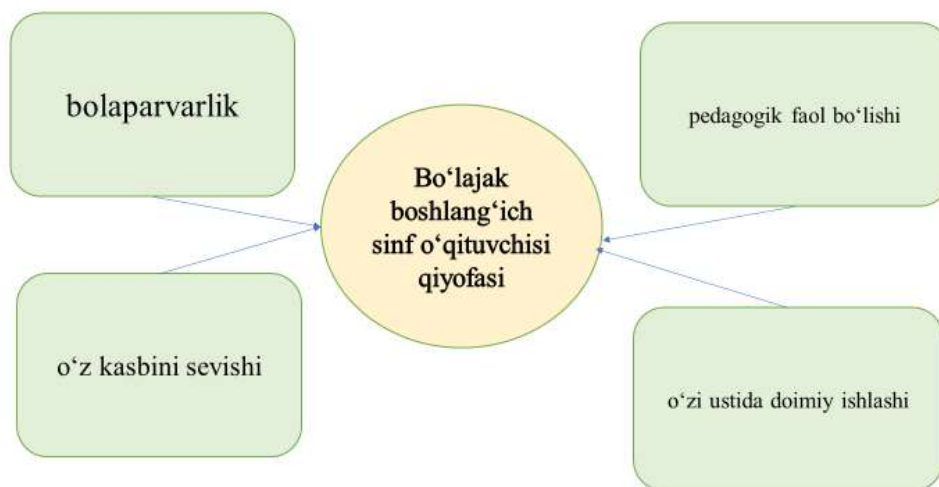 bolaparvarlik
pedagogik faol bo‘lishi
Bo‘lajak
boshlang‘ich
sinf o‘qituvchisi
qiyofasi
o‘z kasbini sevishi
o‘zi ustida doimiy ishlashi